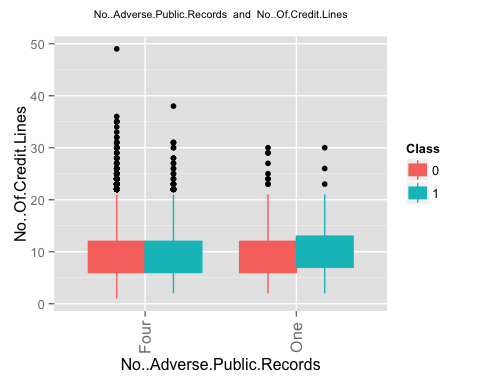 No..Adverse.Public.Records and No..Of.Credit.Lines
50
40
30
20
10
0
No..Of.Credit.Lines
Four
One
No..Adverse.Public.Records
Class
0
1